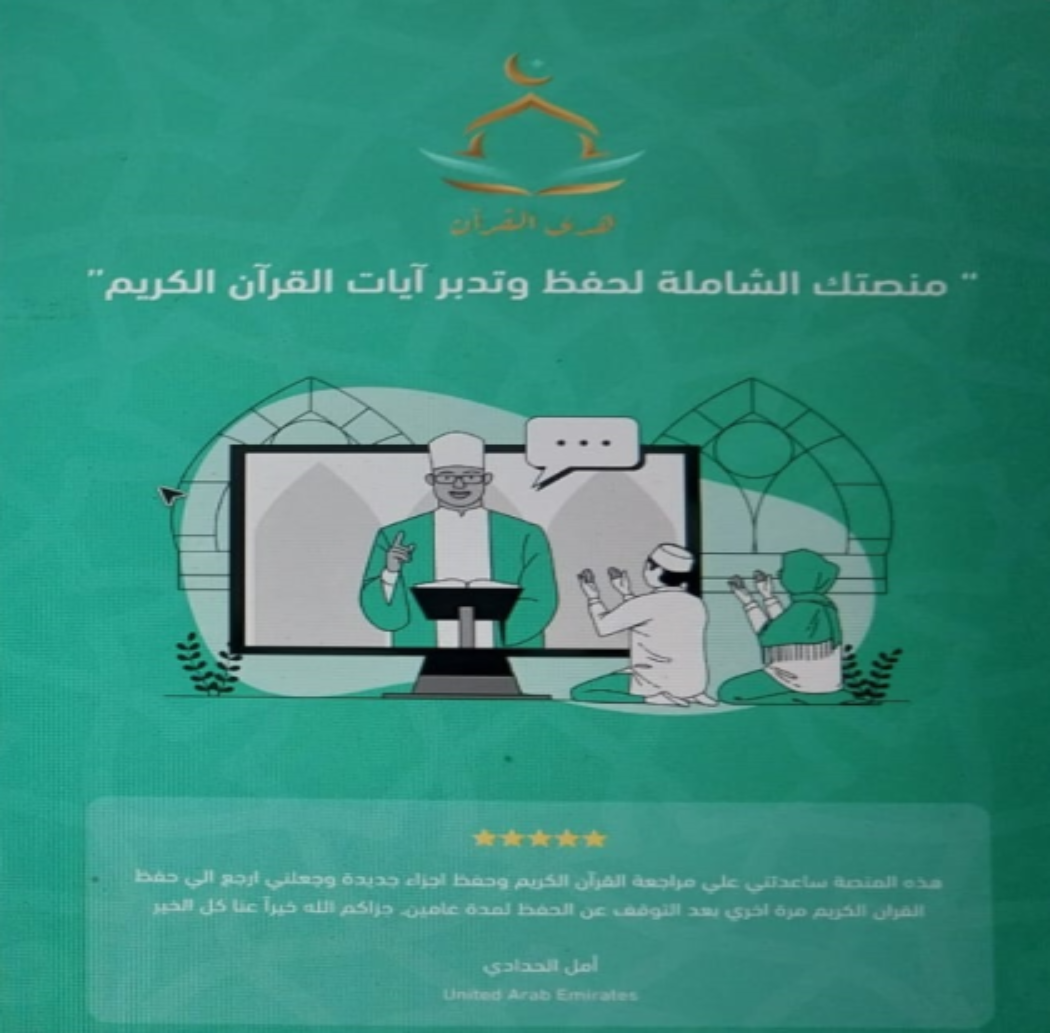 هدى القرآن
” منصتك الشاملة لحفظ وتدبر آيات القرآن الكريم”
هذه المنصة ساعدتني علي مراجعة القرآن الكريم وحفظ اجزاء جديدة وجعلني ارجع الي حفظ
القران الكريم مرة اخري بعد التوقف عن الحفظ لمدة عامين. جزاكم الله خيراً عنا كل الخير
أمل الحدادي
United Arab Emirates